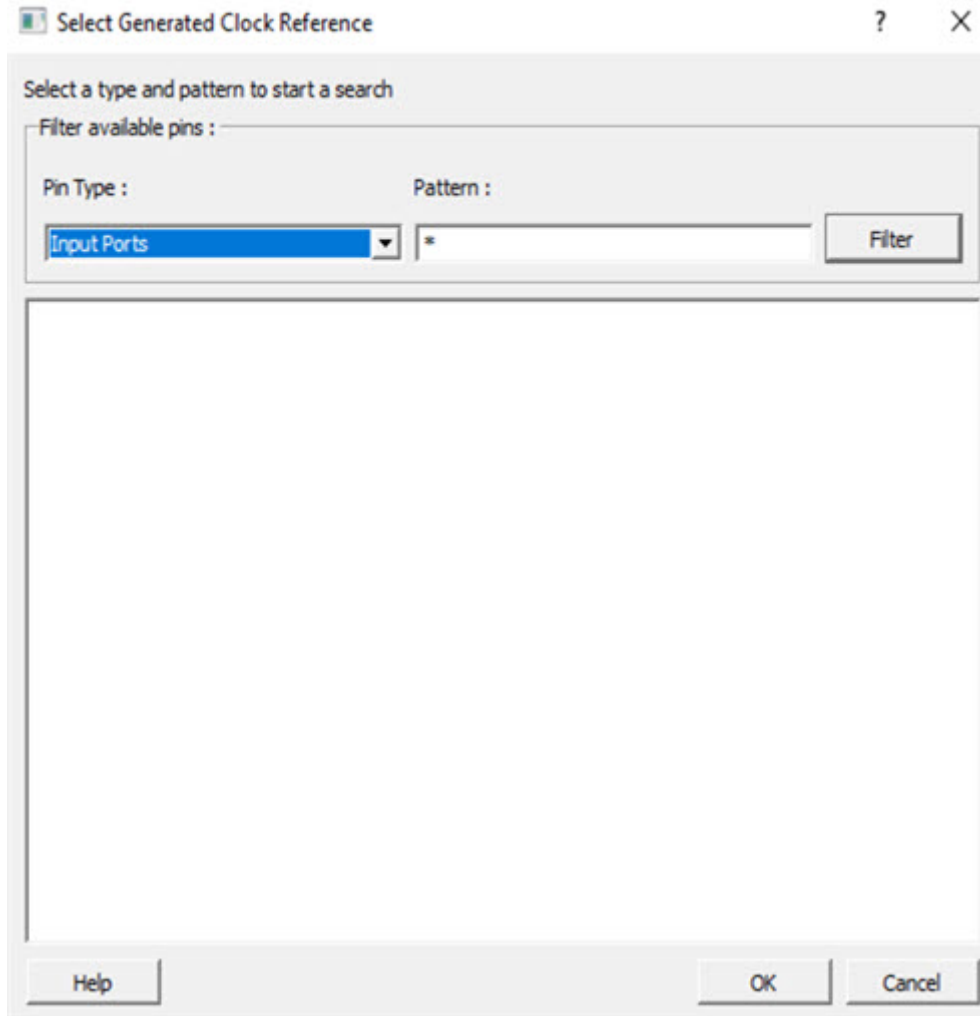 Select Generated Clock Reference
?
Select a type and pattern to start a search
Filter available pins :
Pin Type :
Pattern :
Input Ports
*
Filter
Help
OK
Cancel